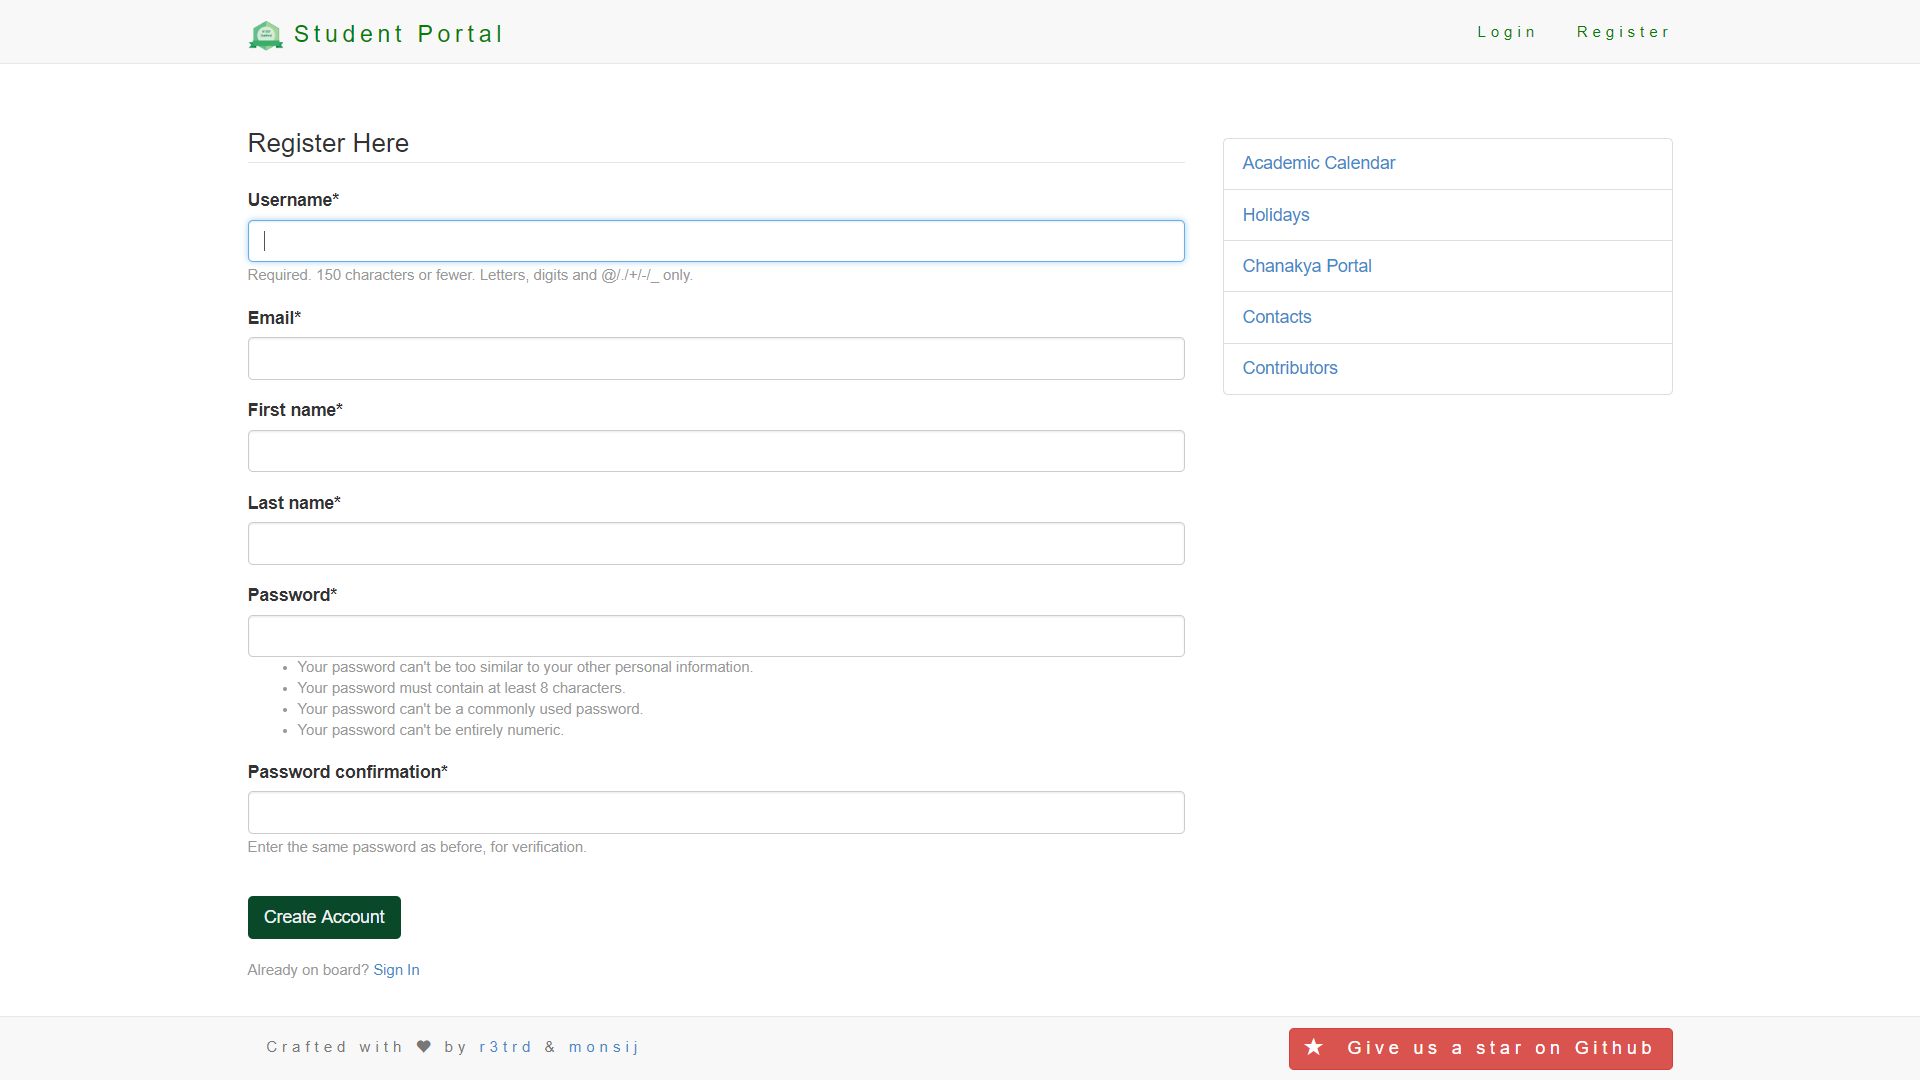 Student Portal
Login
Register
Register Here
Username*
Required. 150 characters or fewer. Letters, digits and @/./+/-/_ only.
Email*
First name*
Last name*
Password*
Your password can't be too similar to your other personal information.
Your password must contain at least 8 characters.
Your password can't be a commonly used password.
Your password can't be entirely numeric.
Password confirmation*
Enter the same password as before, for verification.
Create Account
Already on board? Sign In
Academic Calendar
Holidays
Chanakya Portal
Contacts
Contributors
Crafted with ♥ by r3trd & monsij
★ Give us a star on Github